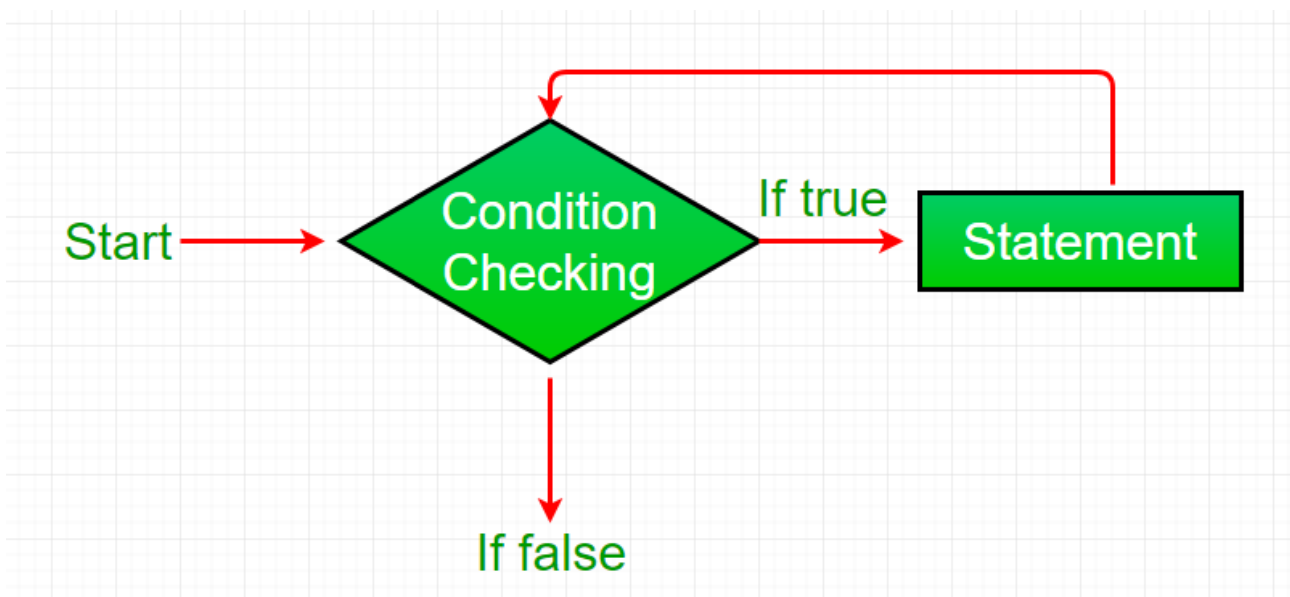 Start
Condition
Checking
If true
Statement
If false